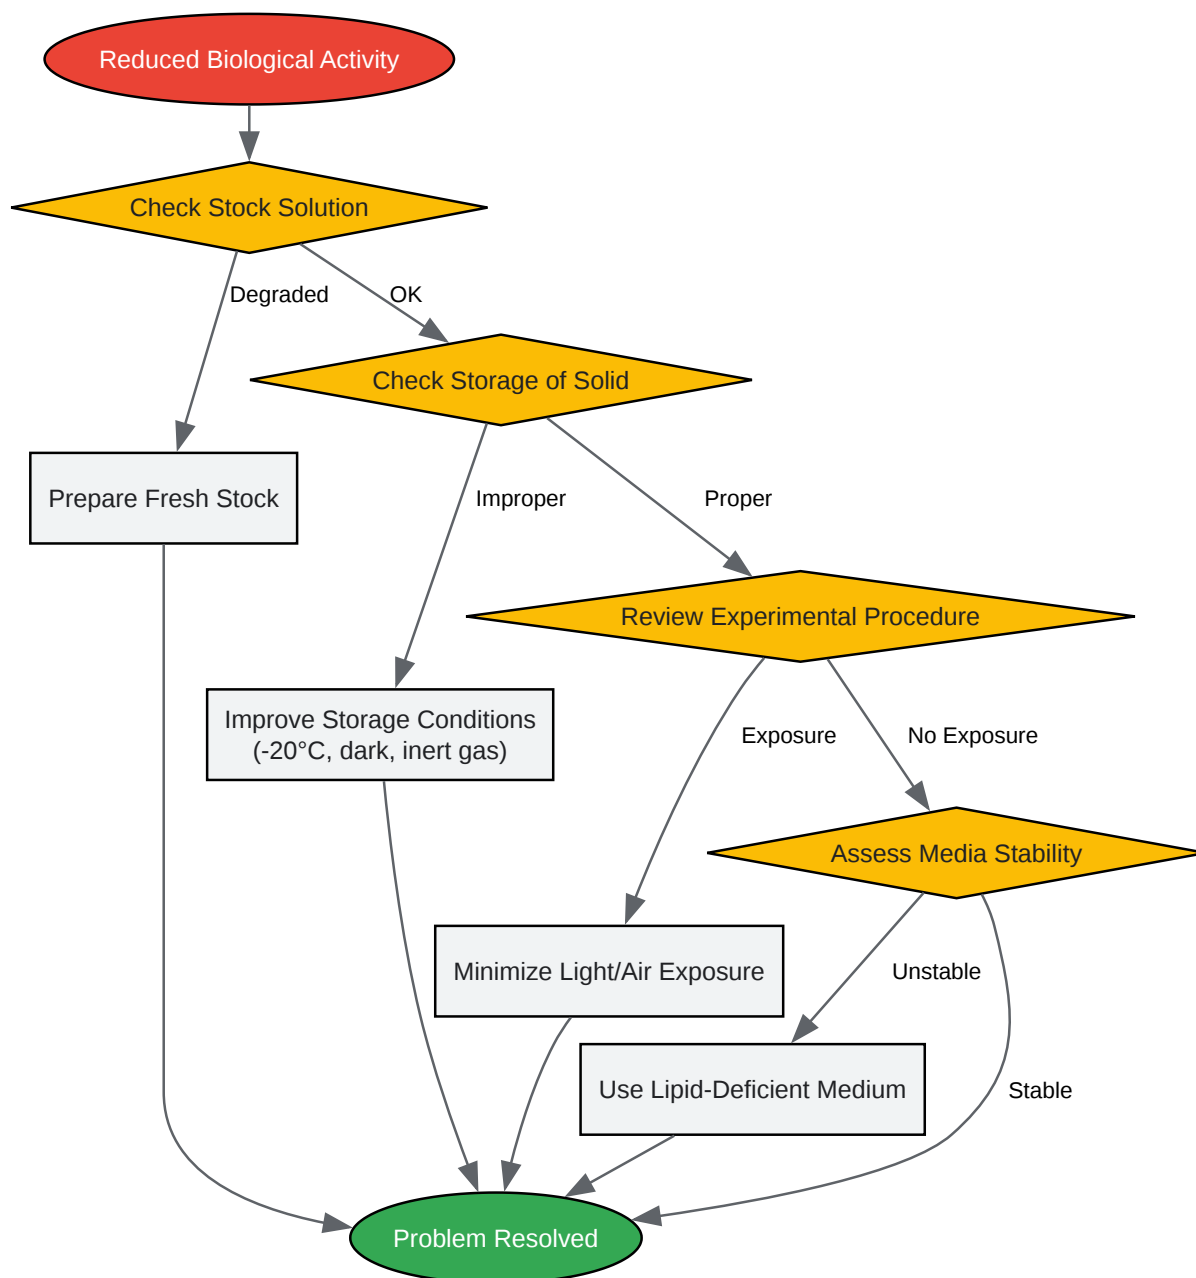 Reduced Biological Activity
Check Stock Solution
Degraded
OK
Check Storage of Solid
Prepare Fresh Stock
Improper
Proper
Review Experimental Procedure
Improve Storage Conditions
(-20°C, dark, inert gas)
Exposure
No Exposure
Assess Media Stability
Minimize Light/Air Exposure
Unstable
Use Lipid-Deficient Medium
Stable
Problem Resolved